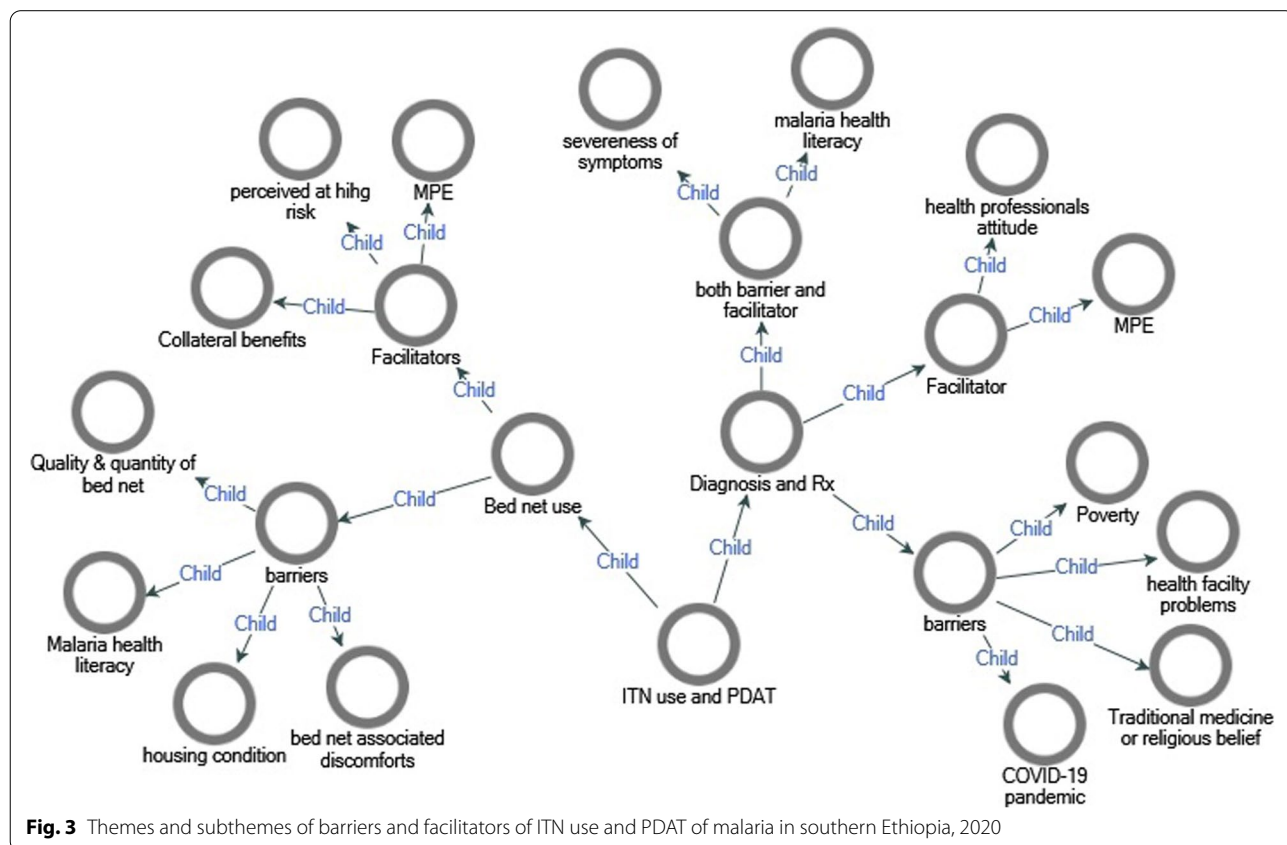 severeness of
symptoms
malaria health
literacy
perceived at hihg
risk
MPE
health professionals
attitude
Child
Child
Child
Child
Child
both barrier and
facilitator
Collateral benefits
Child
Facilitators
Child
MPE
Child
Facilitator
Child
Child
Child
Quality & quantity of
bed net
Child
Child
Bed net use
Diagnosis and Rx
Child
Poverty
Child
barriers
Child
Child
Child
Child
health facilty
problems
barriers
Malaria health
literacy
Child
Child
Child
Child
housing condition
bed net associated
discomforts
ITN use and PDAT
Traditional medicine
or religious belief
COVID-19
pandemic
Fig. 3 Themes and subthemes of barriers and facilitators of ITN use and PDAT of malaria in southern Ethiopia, 2020